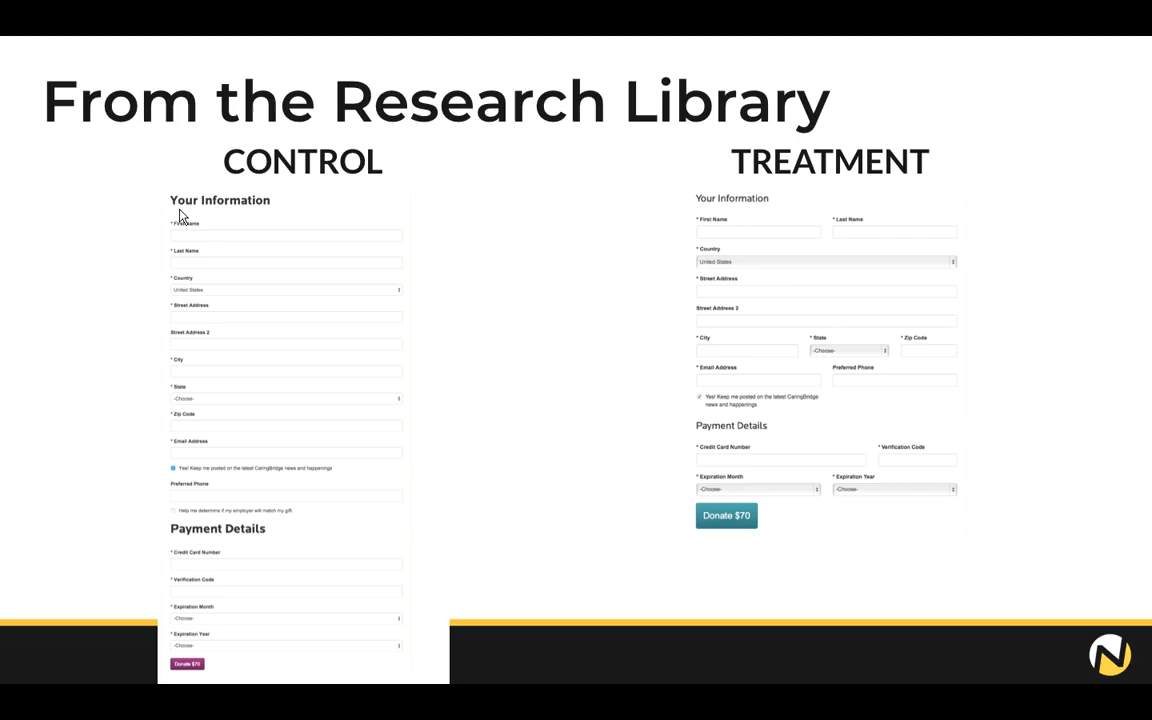 From the Research Library
CONTROL
Your Information
* First Name
* Last Name
* Country
United States
* Street Address
Street Address 2
* City
* State
-Choose-
* Zip Code
* Email Address
Yes! Keep me posted on the latest CaringBridge news and happenings
Preferred Phone
Help me determine if my employer will match my gift.
Payment Details
* Credit Card Number
* Verification Code
* Expiration Month
-Choose-
* Expiration Year
-Choose-
Donate $70
TREATMENT
Your Information
* First Name * Last Name
* Country
United States
* Street Address
Street Address 2
* City * State * Zip Code
-Choose-
* Email Address Preferred Phone
Yes! Keep me posted on the latest CaringBridge
news and happenings
Payment Details
* Credit Card Number * Verification Code
* Expiration Month * Expiration Year
-Choose- -Choose-
Donate $70
N